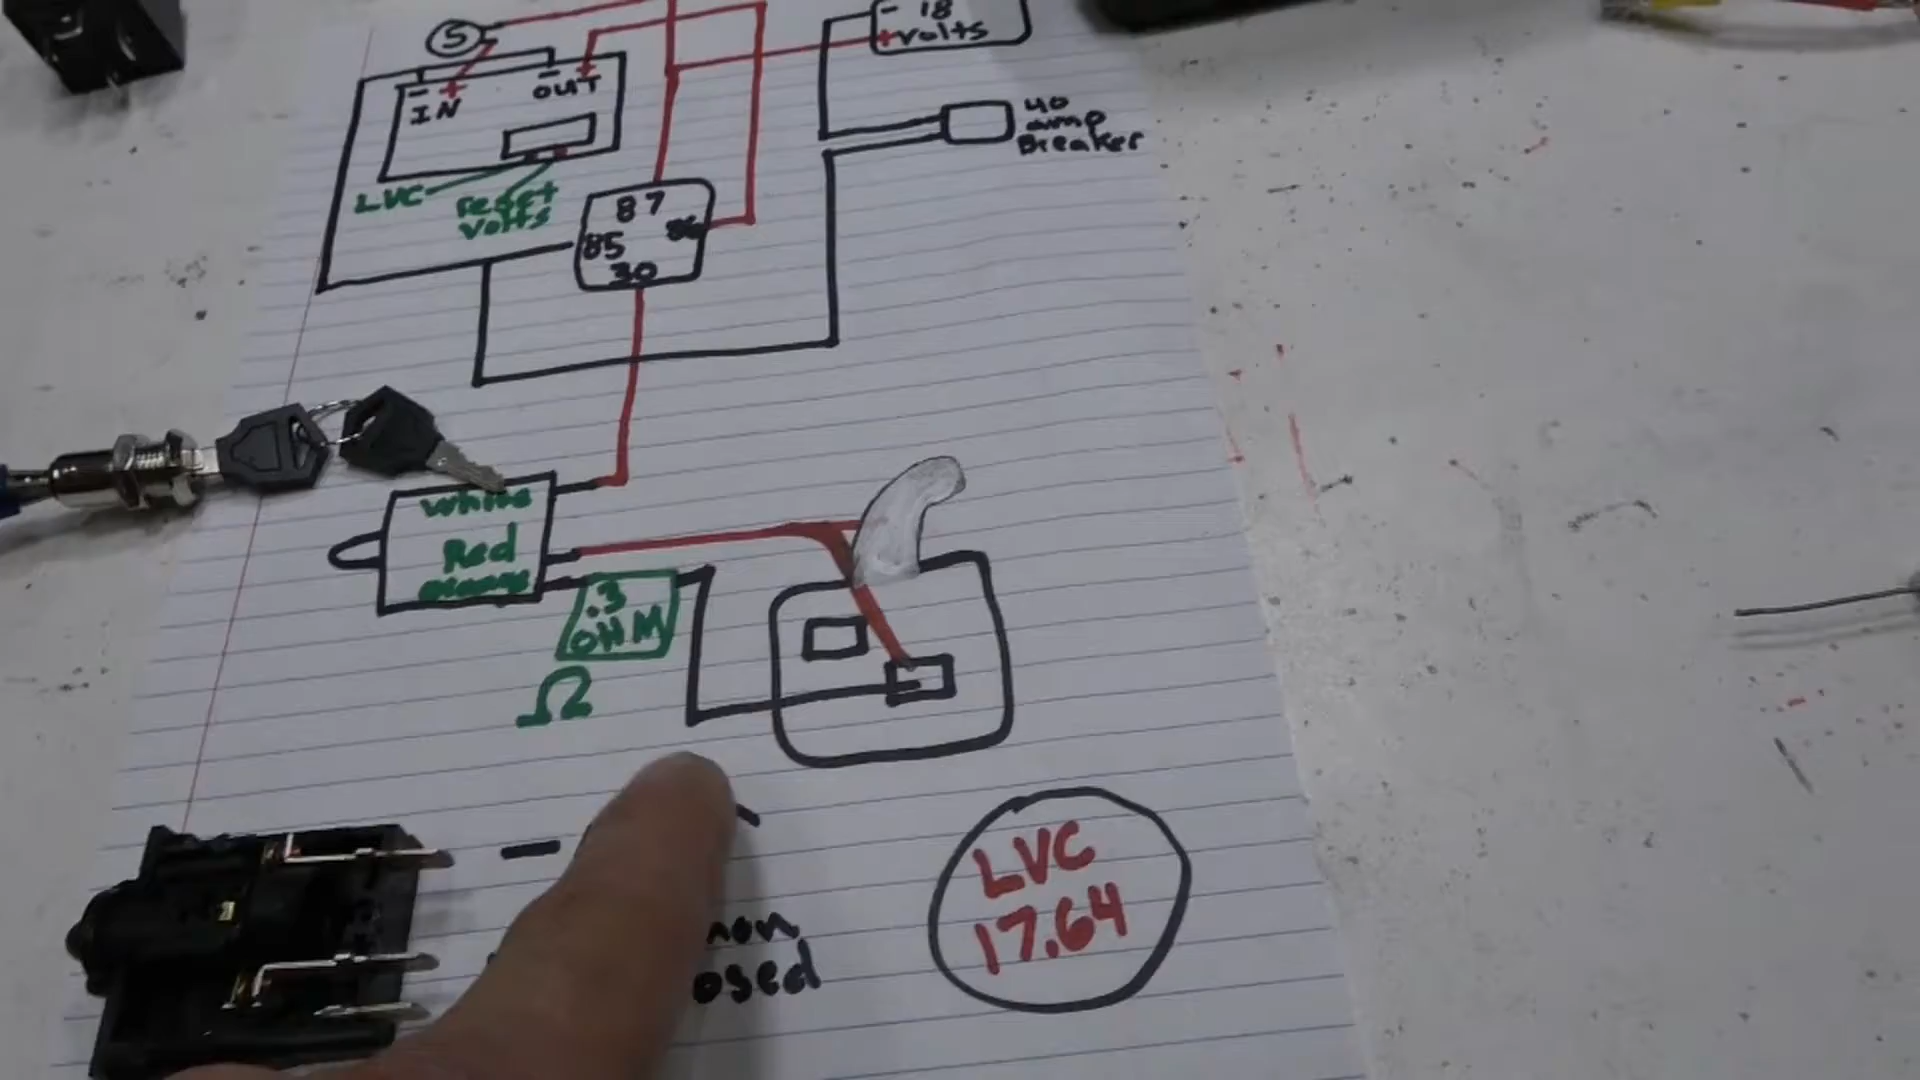 S
- 18
+volts
- + - +
IN OUT
40
amp
Breaker
LVC reset
volts
87
86
85
30
White
Red
.3
OHM
Ω
LVC
17.64